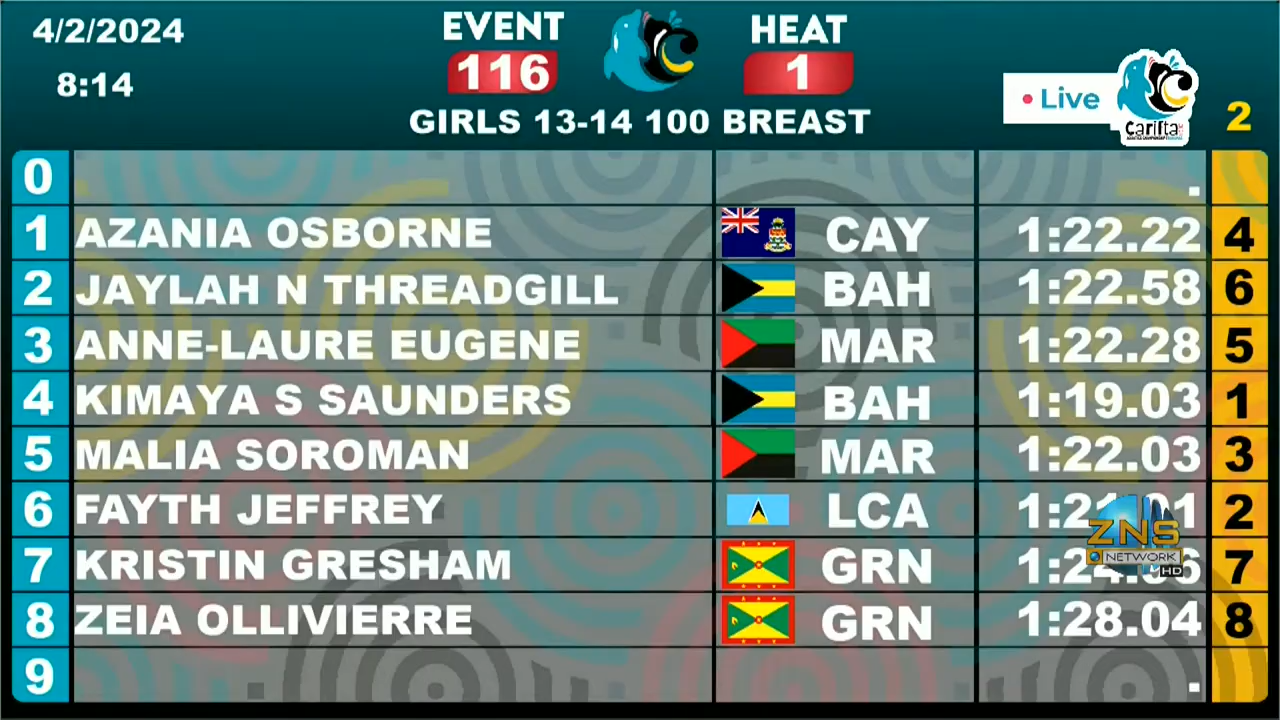 4/2/2024
EVENT
HEAT
8:14
116
1
Live
GIRLS 13-14 100 BREAST
carifta
2
0 .
1 AZANIA OSBORNE CAY 1:22.22 4
2 JAYLAH N THREADGILL BAH 1:22.58 6
3 ANNE-LAURE EUGENE MAR 1:22.28 5
4 KIMAYA S SAUNDERS BAH 1:19.03 1
5 MALIA SOROMAN MAR 1:22.03 3
6 FAYTH JEFFREY LCA 2
ZNS
NETWORK
HD
7 KRISTIN GRESHAM GRN 7
8 ZEIA OLLIVIERRE GRN 1:28.04 8
9 .